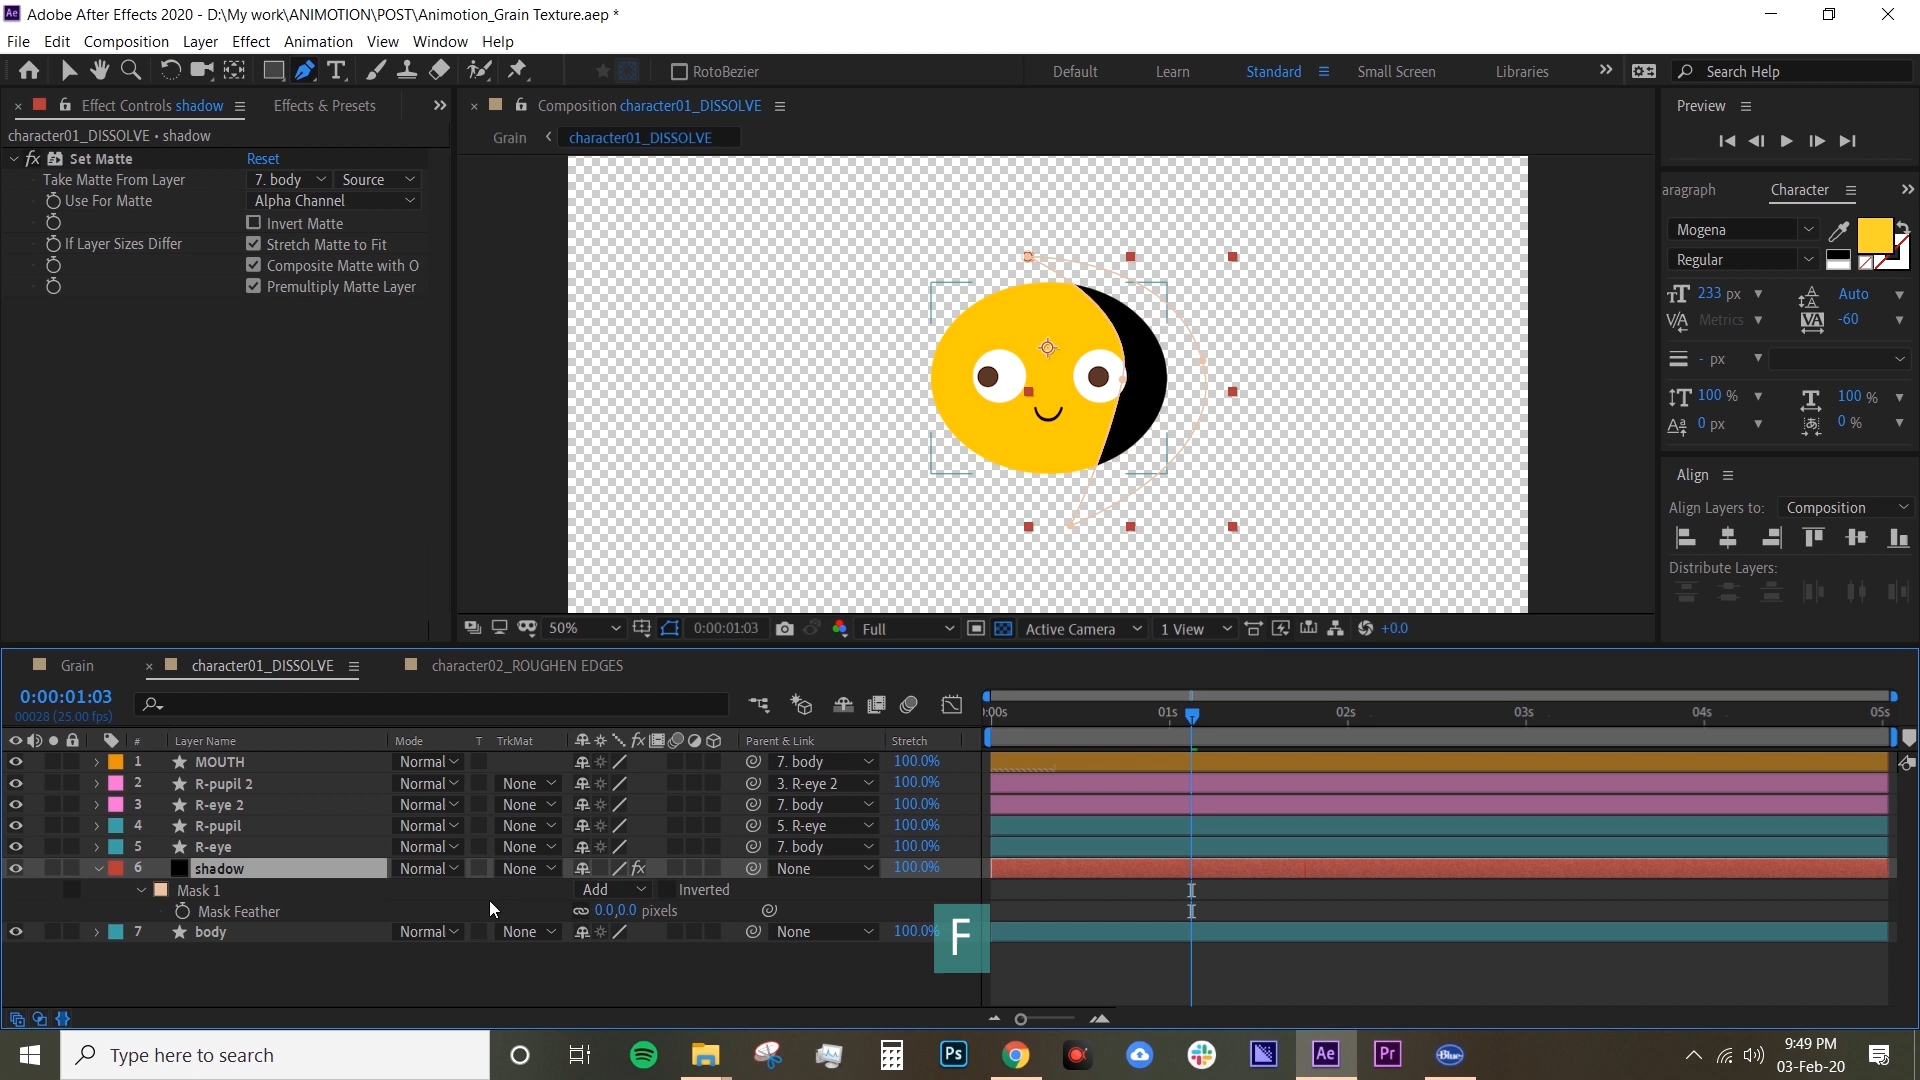 Adobe After Effects 2020 - D:\My work\ANIMOTION\POST\Animotion_Grain Texture.aep *
File Edit Composition Layer Effect Animation View Window Help
RotoBezier Default Learn Standard Small Screen Libraries Search Help
Effect Controls shadow Effects & Presets
Composition character01_DISSOLVE
Preview
character01_DISSOLVE • shadow
Grain character01_DISSOLVE
fx Set Matte Reset
Take Matte From Layer 7. body Source
Use For Matte Alpha Channel
Invert Matte
If Layer Sizes Differ Stretch Matte to Fit
Composite Matte with O
Premultiply Matte Layer
aragraph Character
Mogena
Regular
233 px Auto
Metrics -60
- px
100 % 100 %
0 px 0 %
Align
Align Layers to: Composition
Distribute Layers:
50% 0:00:01:03 Full Active Camera 1 View +0.0
Grain character01_DISSOLVE character02_ROUGHEN EDGES
0:00:01:03
00028 (25.00 fps)
):00s 01s 02s 03s 04s 05s
# Layer Name Mode T TrkMat fx Parent & Link Stretch
1 MOUTH Normal 7. body 100.0%
2 R-pupil 2 Normal None 3. R-eye 2 100.0%
3 R-eye 2 Normal None 7. body 100.0%
4 R-pupil Normal None 5. R-eye 100.0%
5 R-eye Normal None 7. body 100.0%
6 shadow Normal None fx None 100.0%
Mask 1 Add Inverted
Mask Feather 0.0,0.0 pixels
7 body Normal None None 100.0%
F
Type here to search
Ps Ae Pr Blue
9:49 PM
03-Feb-20